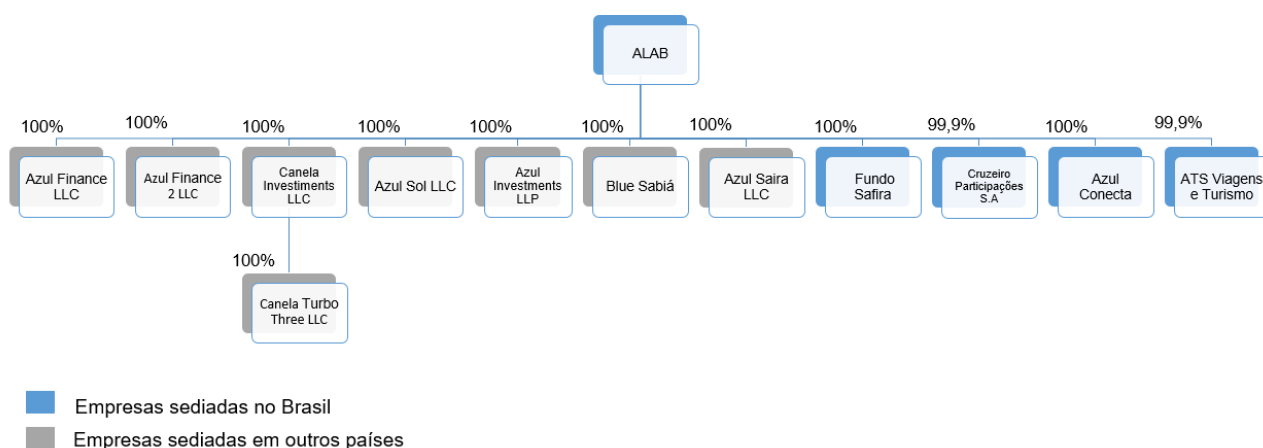 ALAB
100%
100%
100%
100%
100%
100%
100%
100%
99,9%
100%
99,9%
Azul Finance
LLC
Azul Finance
2 LLC
Canela
Investiments
LLC
Azul Sol LLC
Azul
Investments
LLP
Blue Sabiá
Azul Saira
LLC
Fundo
Safira
Cruzeiro
Participações
S.A
Azul
Conecta
ATS Viagens
e Turismo
100%
Canela Turbo
Three LLC
Empresas sediadas no Brasil
Empresas sediadas em outros países